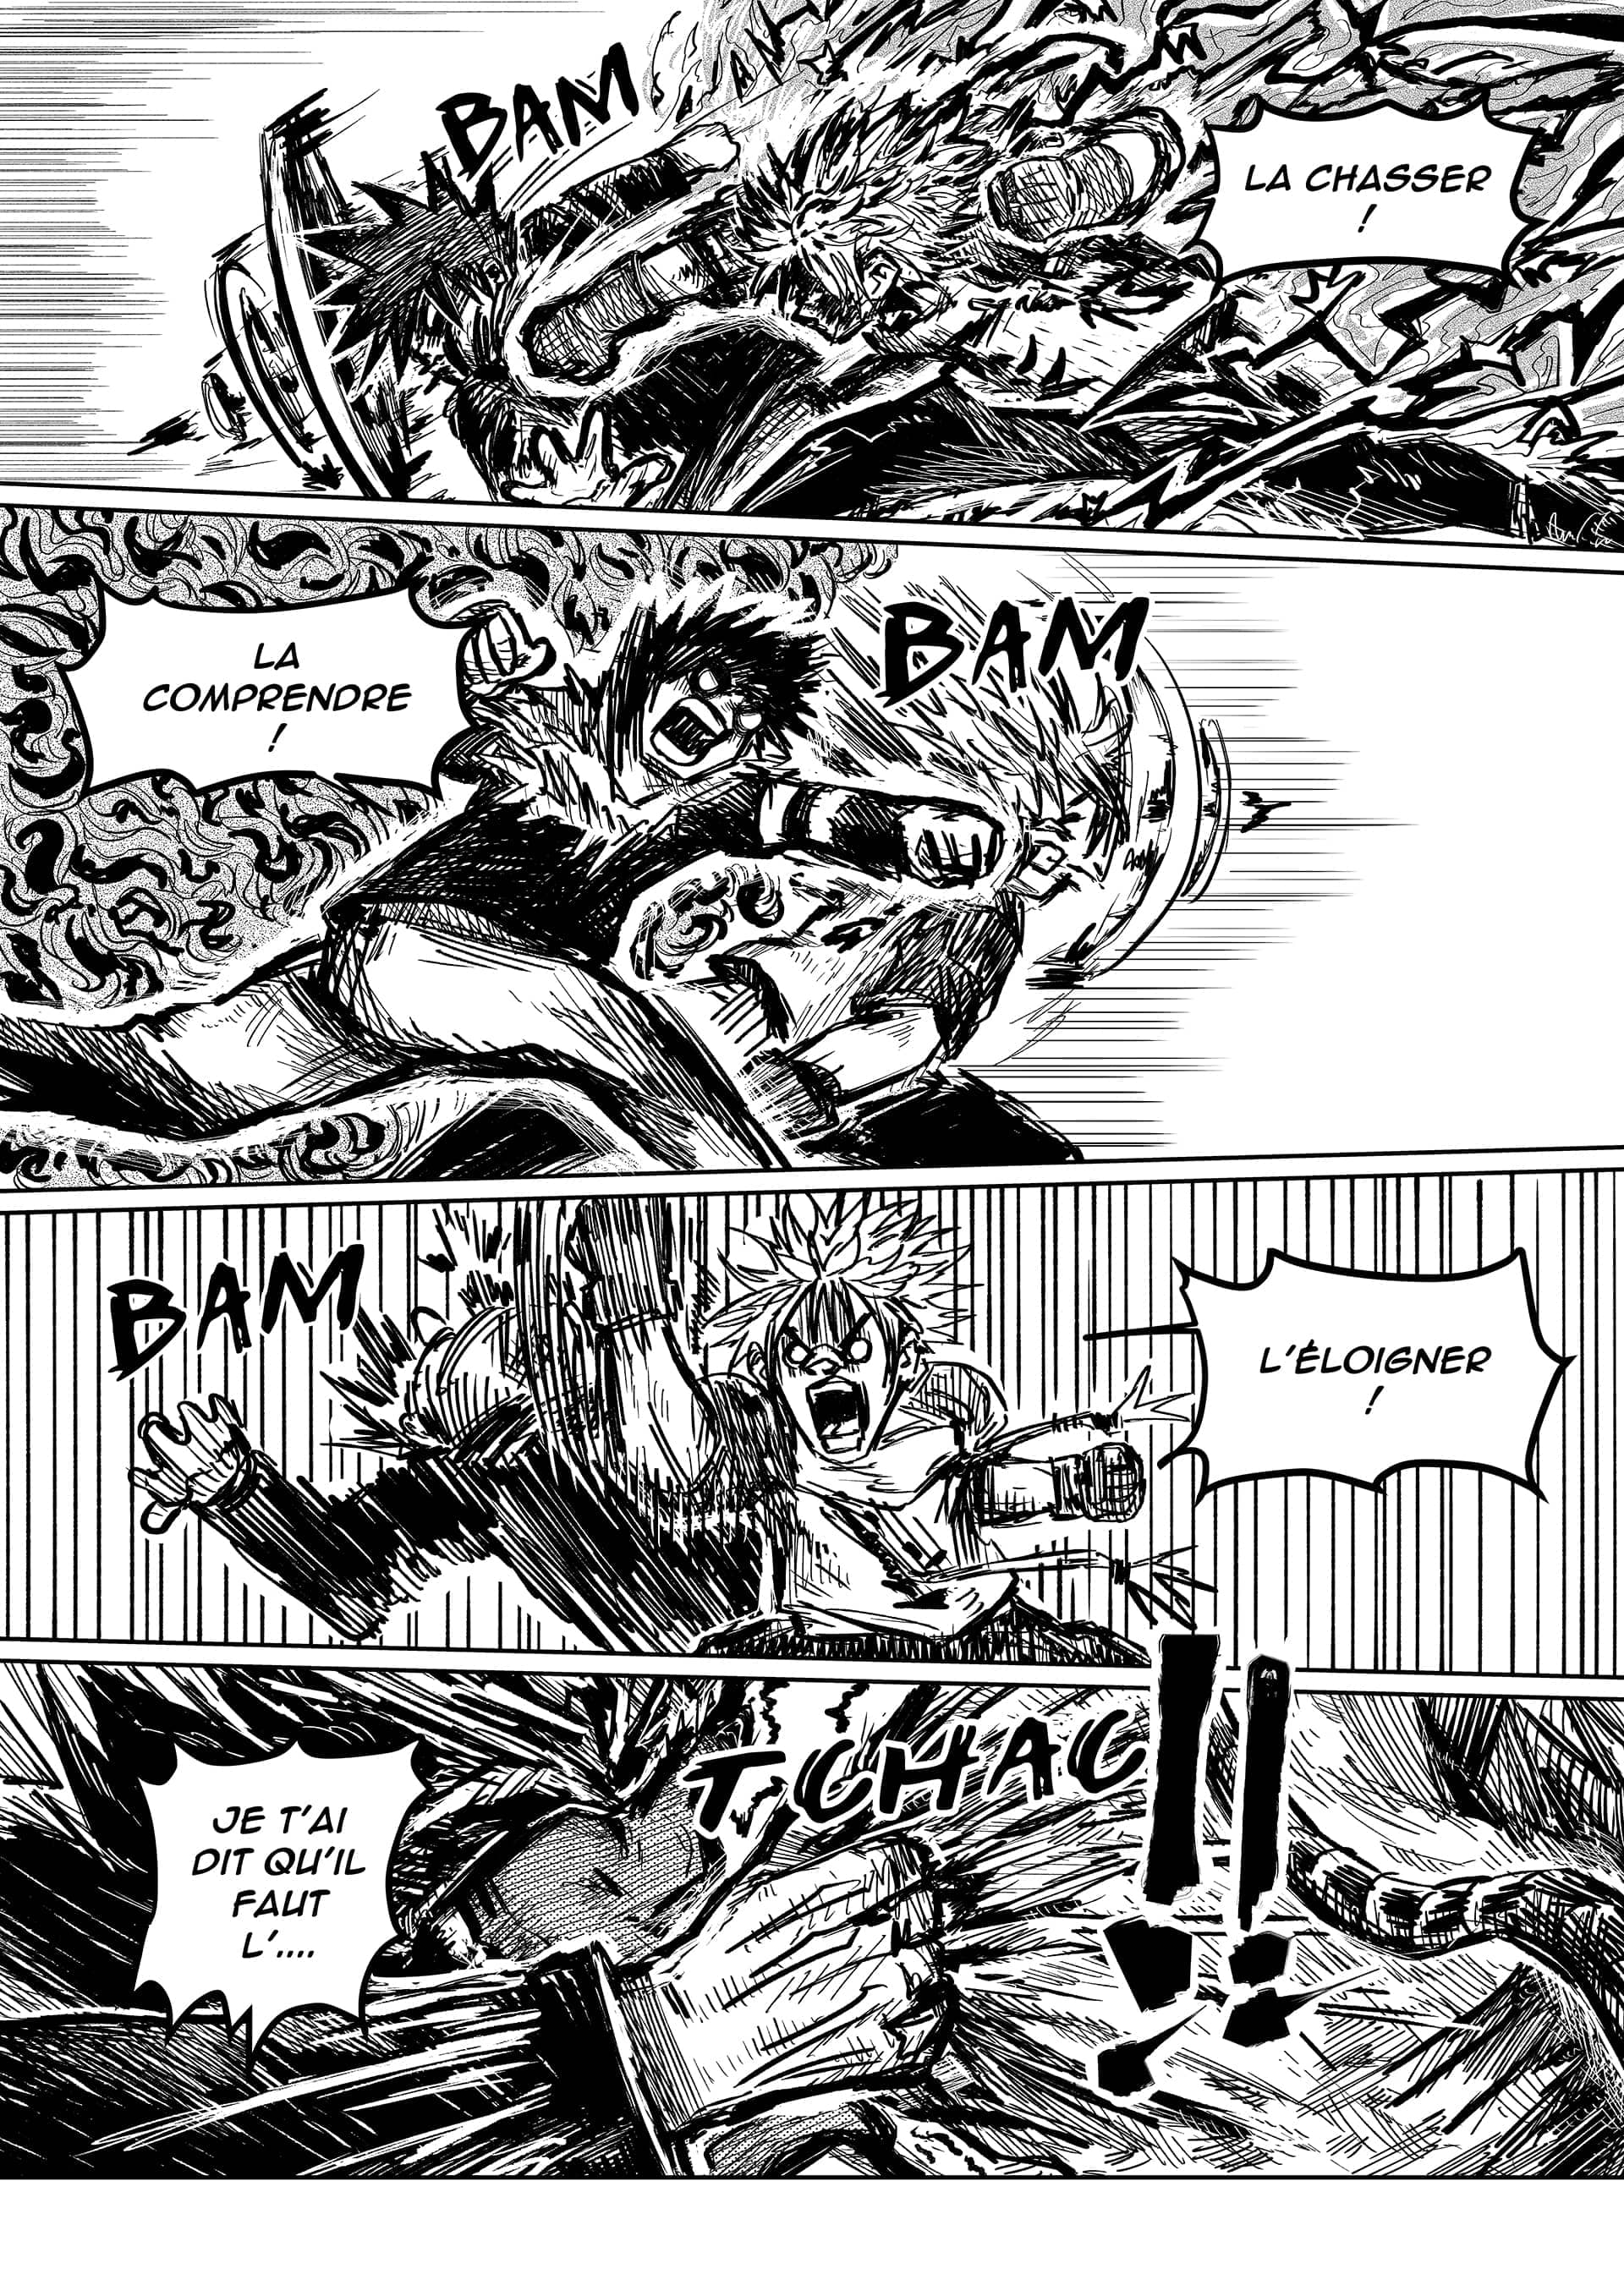 BAM
LA CHASSER
!
LA
COMPRENDRE
!
BAM
BAM
L'ÉLOIGNER
!
JE T'AI
DIT QU'IL
FAUT
L'....
TCHAC
!!